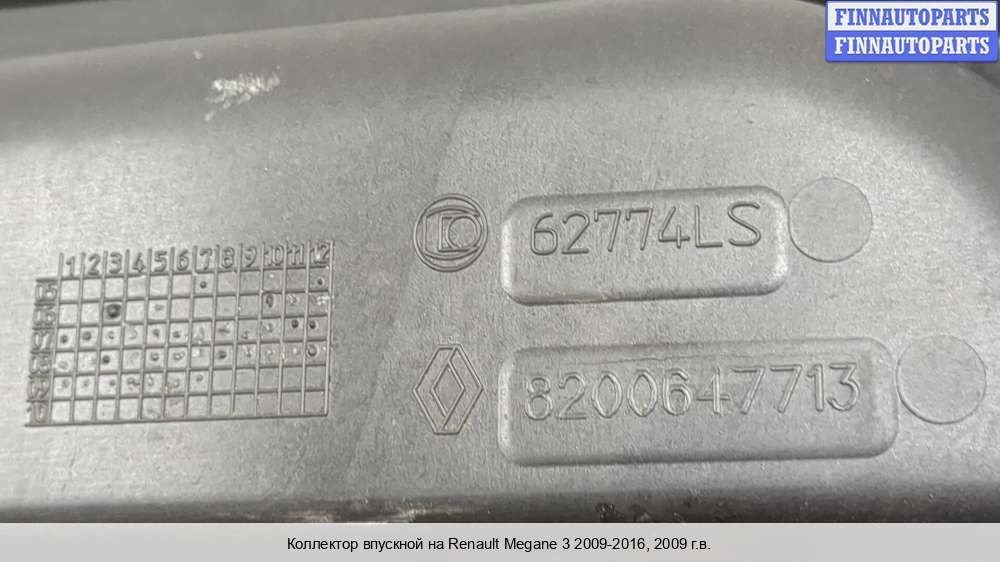 FINNAUTOPARTS
FINNAUTOPARTS
62774LS
1 2 3 4 5 6 7 8 9 10 11 12
8200647713
Коллектор впускной на Renault Megane 3 2009-2016, 2009 г.в.